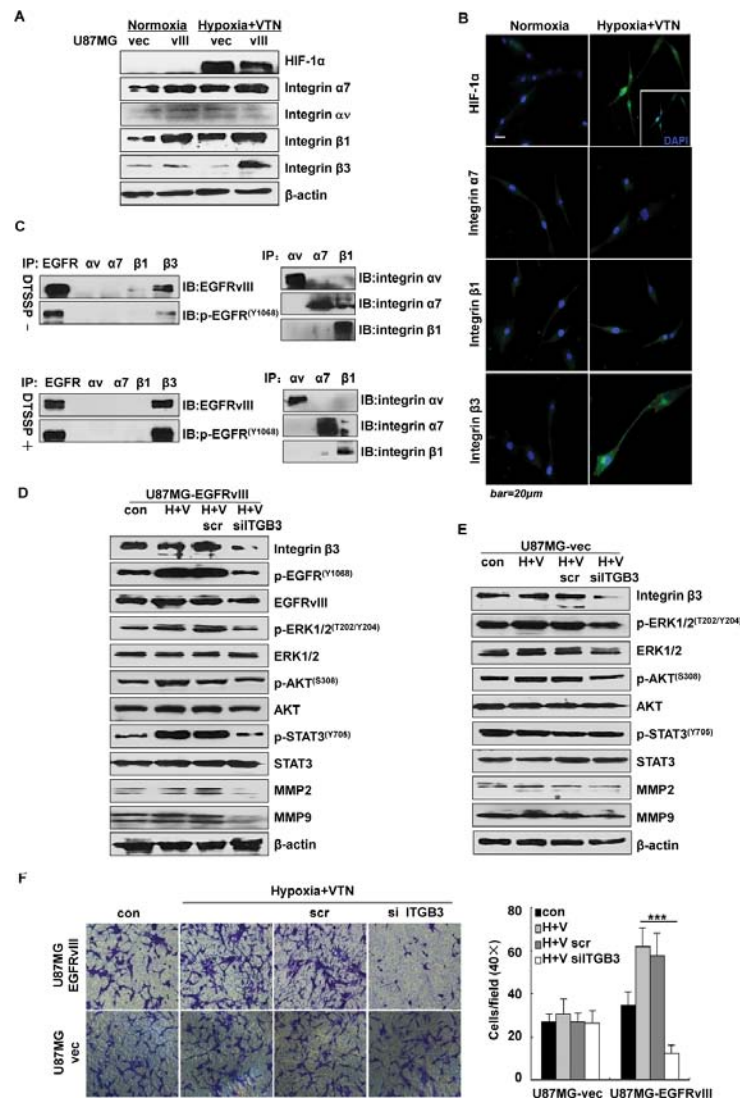 A
Normoxia Hypoxia+VTN
U87MG vec vIII vec vIII
HIF-1α
Integrin α7
Integrin αv
Integrin β1
Integrin β3
β-actin
B
Normoxia Hypoxia+VTN
HIF-1α
DAPI
Integrin α7
Integrin β1
Integrin β3
bar=20μm
C
IP: EGFR αv α7 β1 β3
DTSSP -
IB:EGFRvIII
IB:p-EGFR(Y1068)
IP: αv α7 β1
IB:integrin αv
IB:integrin α7
IB:integrin β1
IP: EGFR αv α7 β1 β3
DTSSP +
IB:EGFRvIII
IB:p-EGFR(Y1068)
IP: αv α7 β1
IB:integrin αv
IB:integrin α7
IB:integrin β1
D
U87MG-EGFRvIII
con H+V H+V H+V
scr siITGB3
Integrin β3
p-EGFR(Y1068)
EGFRvIII
p-ERK1/2(T202/Y204)
ERK1/2
p-AKT(S308)
AKT
p-STAT3(Y705)
STAT3
MMP2
MMP9
β-actin
E
U87MG-vec
con H+V H+V H+V
scr siITGB3
Integrin β3
p-ERK1/2(T202/Y204)
ERK1/2
p-AKT(S308)
AKT
p-STAT3(Y705)
STAT3
MMP2
MMP9
β-actin
F
Hypoxia+VTN
con scr si ITGB3
U87MG
EGFRvIII
U87MG
vec
Cells/field (40×)
80
60
40
20
0
con
H+V
H+V scr
H+V siITGB3
***
U87MG-vec U87MG-EGFRvIII